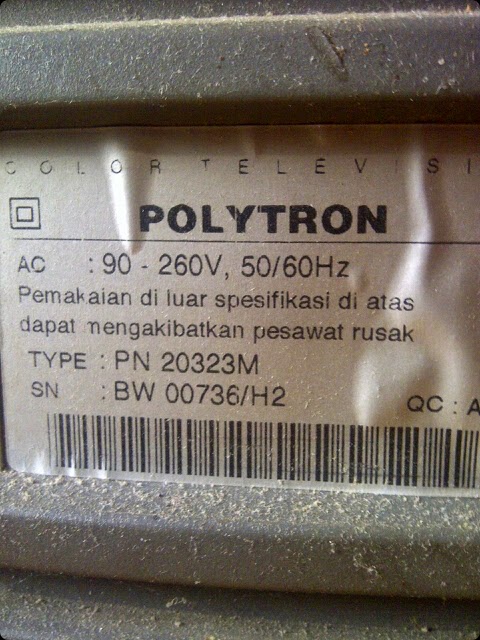 COLOR TELEVISI
POLYTRON
AC : 90 - 260V, 50/60Hz
Pemakaian di luar spesifikasi di atas
dapat mengakibatkan pesawat rusak
TYPE : PN 20323M
SN : BW 00736/H2
QC : A